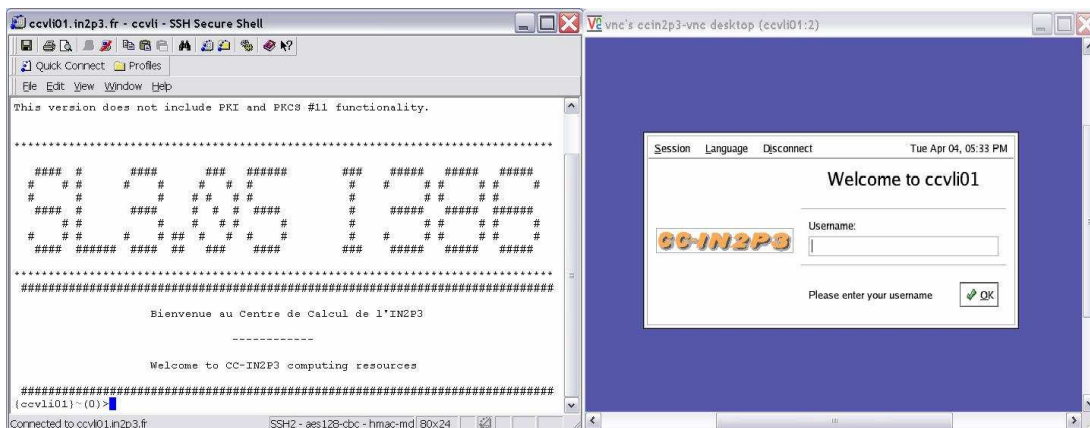 ccvli01.in2p3.fr - ccvli - SSH Secure Shell
Quick Connect Profiles
File Edit View Window Help
This version does not include PKI and PKCS #11 functionality.
SL 3.05 I386
Bienvenue au Centre de Calcul de l'IN2P3
------------
Welcome to CC-IN2P3 computing resources
(ccvli01)~(0)>
Connected to ccvli01.in2p3.fr
SSH2 - aes128-cbc - hmac-md 80x24
vnc's ccin2p3-vnc desktop (ccvli01:2)
Session Language Disconnect Tue Apr 04, 05:33 PM
Welcome to ccvli01
CC-IN2P3
Username:
Please enter your username OK